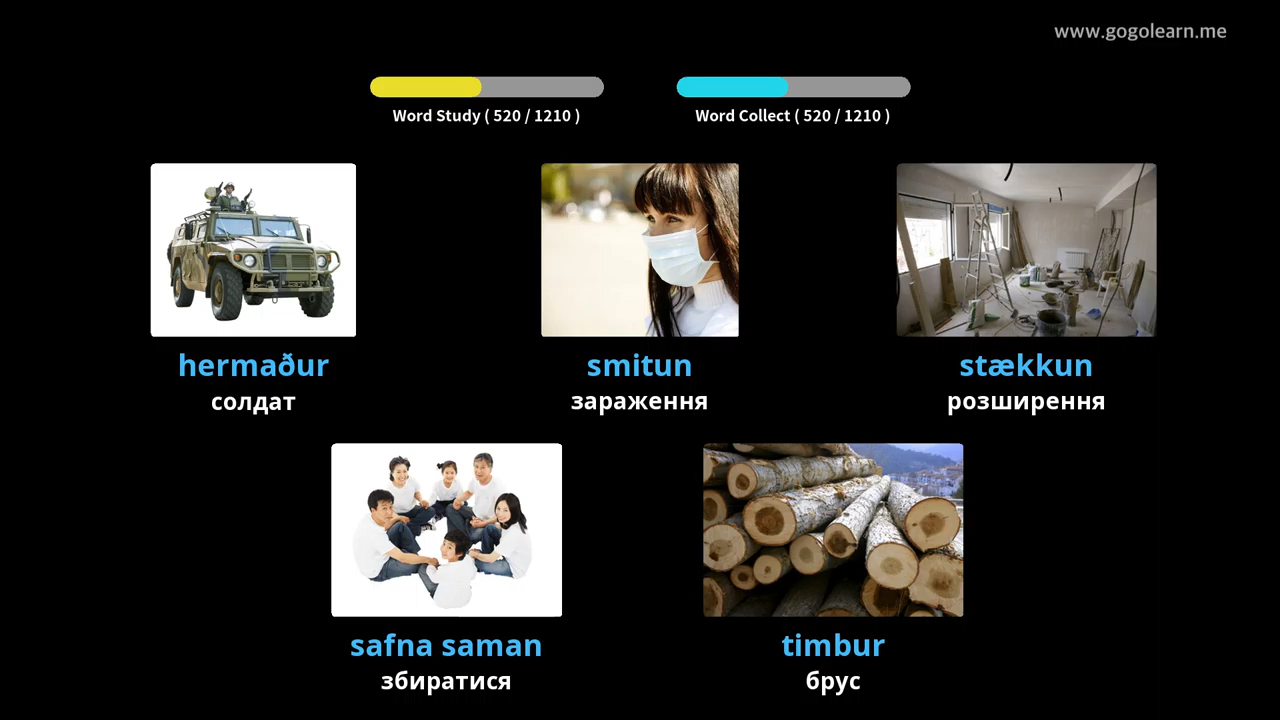 www.gogolearn.me
Word Study ( 520 / 1210 )
Word Collect ( 520 / 1210 )
hermaður
солдат
smitun
зараження
stækkun
розширення
safna saman
збиратися
timbur
брус